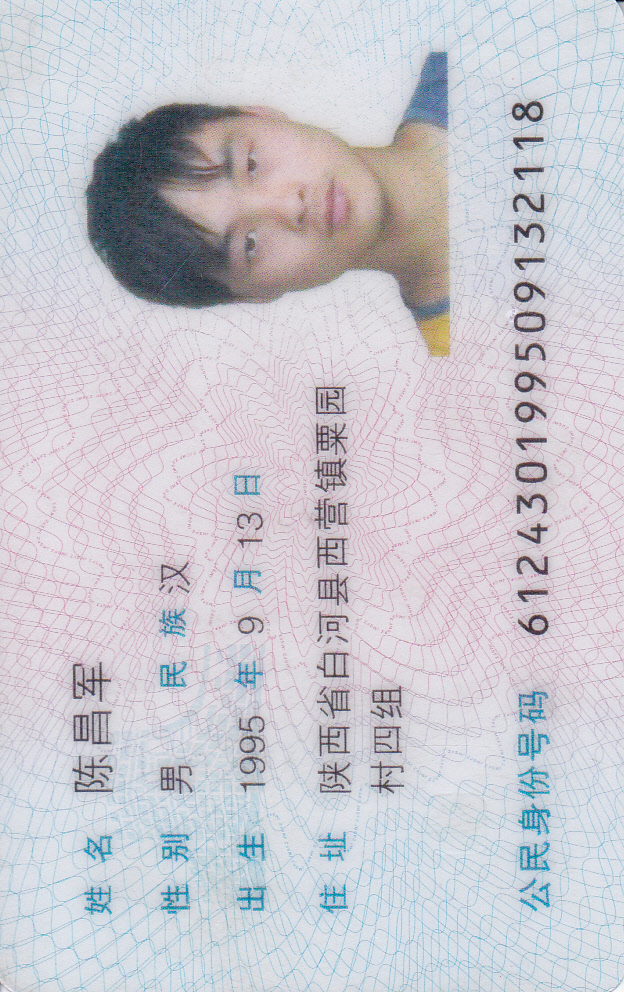 姓名 陈昌军
性别 男 民族 汉
出生 1995 年 9 月 13 日
住址 陕西省白河县西营镇粟园
村四组
公民身份号码 612430199509132118